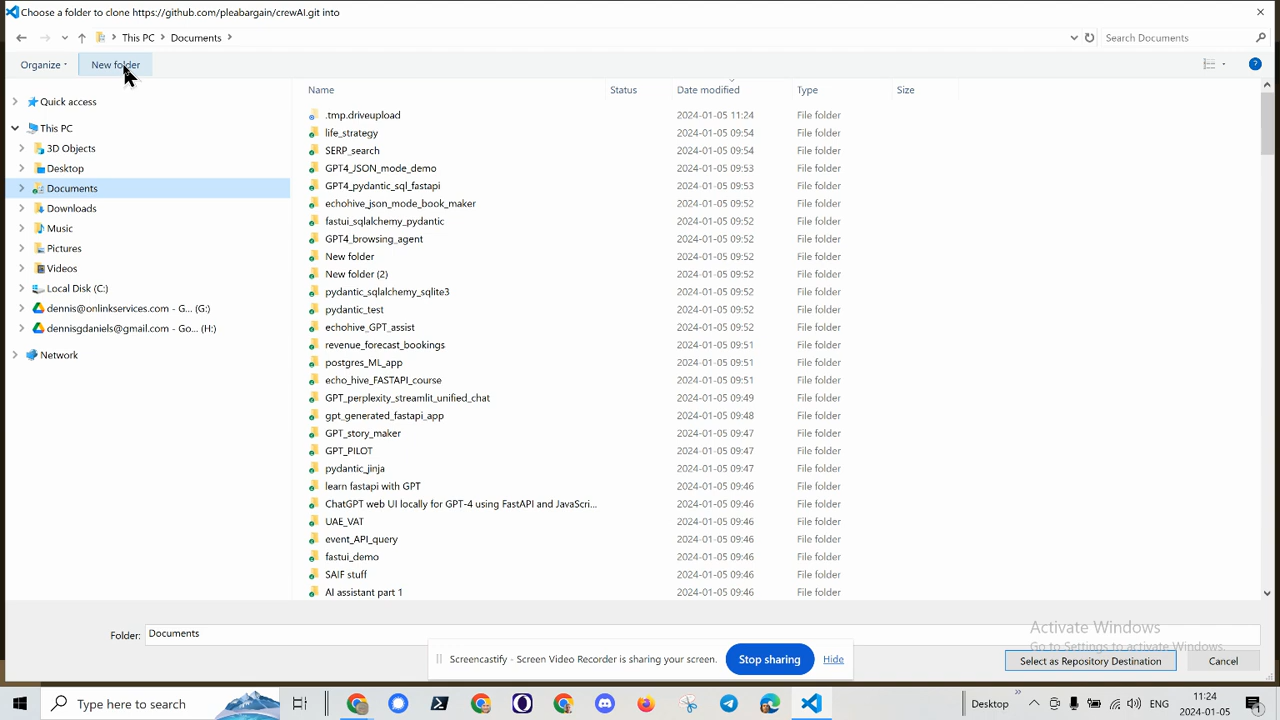 Choose a folder to clone https://github.com/pleabargain/crewAI.git into
This PC > Documents >
Search Documents
Organize
New folder
Name Status Date modified Type Size
Quick access
This PC
3D Objects
Desktop
Documents
Downloads
Music
Pictures
Videos
Local Disk (C:)
dennis@onlinkservices.com - G... (G:)
dennisgdaniels@gmail.com - Go... (H:)
Network
.tmp.driveupload 2024-01-05 11:24 File folder
life_strategy 2024-01-05 09:54 File folder
SERP_search 2024-01-05 09:54 File folder
GPT4_JSON_mode_demo 2024-01-05 09:53 File folder
GPT4_pydantic_sql_fastapi 2024-01-05 09:53 File folder
echohive_json_mode_book_maker 2024-01-05 09:52 File folder
fastui_sqlalchemy_pydantic 2024-01-05 09:52 File folder
GPT4_browsing_agent 2024-01-05 09:52 File folder
New folder 2024-01-05 09:52 File folder
New folder (2) 2024-01-05 09:52 File folder
pydantic_sqlalchemy_sqlite3 2024-01-05 09:52 File folder
pydantic_test 2024-01-05 09:52 File folder
echohive_GPT_assist 2024-01-05 09:52 File folder
revenue_forecast_bookings 2024-01-05 09:51 File folder
postgres_ML_app 2024-01-05 09:51 File folder
echo_hive_FASTAPI_course 2024-01-05 09:51 File folder
GPT_perplexity_streamlit_unified_chat 2024-01-05 09:49 File folder
gpt_generated_fastapi_app 2024-01-05 09:48 File folder
GPT_story_maker 2024-01-05 09:47 File folder
GPT_PILOT 2024-01-05 09:47 File folder
pydantic_jinja 2024-01-05 09:47 File folder
learn fastapi with GPT 2024-01-05 09:46 File folder
ChatGPT web UI locally for GPT-4 using FastAPI and JavaScri... 2024-01-05 09:46 File folder
UAE_VAT 2024-01-05 09:46 File folder
event_API_query 2024-01-05 09:46 File folder
fastui_demo 2024-01-05 09:46 File folder
SAIF stuff 2024-01-05 09:46 File folder
AI assistant part 1 2024-01-05 09:46 File folder
Folder: Documents
Activate Windows
Go to Settings to activate Windows.
Screencastify - Screen Video Recorder is sharing your screen. Stop sharing Hide
Select as Repository Destination Cancel
Type here to search
Desktop
ENG
11:24
2024-01-05
1